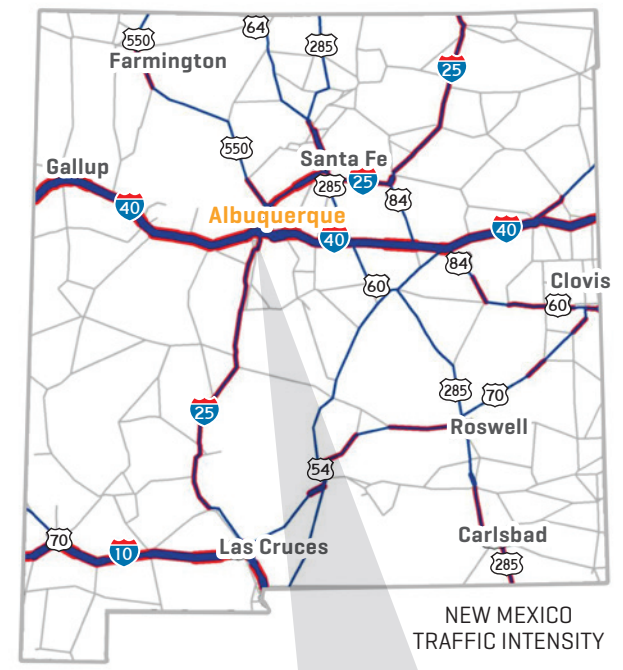 64
550
285
Farmington
25
550
Gallup
Santa Fe
25
285
84
40
Albuquerque
40
40
84
Clovis
60
60
285
70
25
Roswell
54
Carlsbad
70
10
Las Cruces
285
NEW MEXICO
TRAFFIC INTENSITY